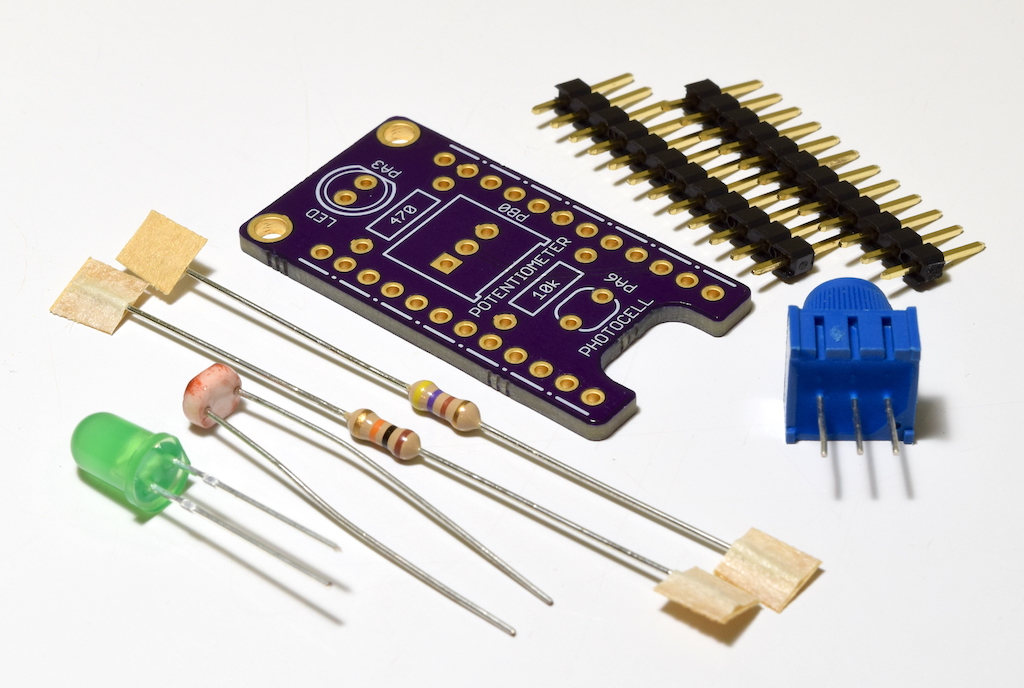 PA3
LED
470
PB0
POTENTIOMETER
10k
PA6
PHOTOCELL